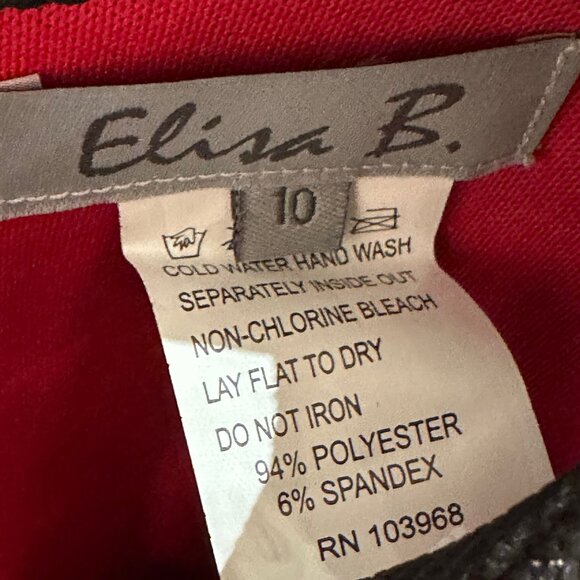 Elisa B.
10
COLD WATER HAND WASH
SEPARATELY INSIDE OUT
NON-CHLORINE BLEACH
LAY FLAT TO DRY
DO NOT IRON
94% POLYESTER
6% SPANDEX
RN 103968